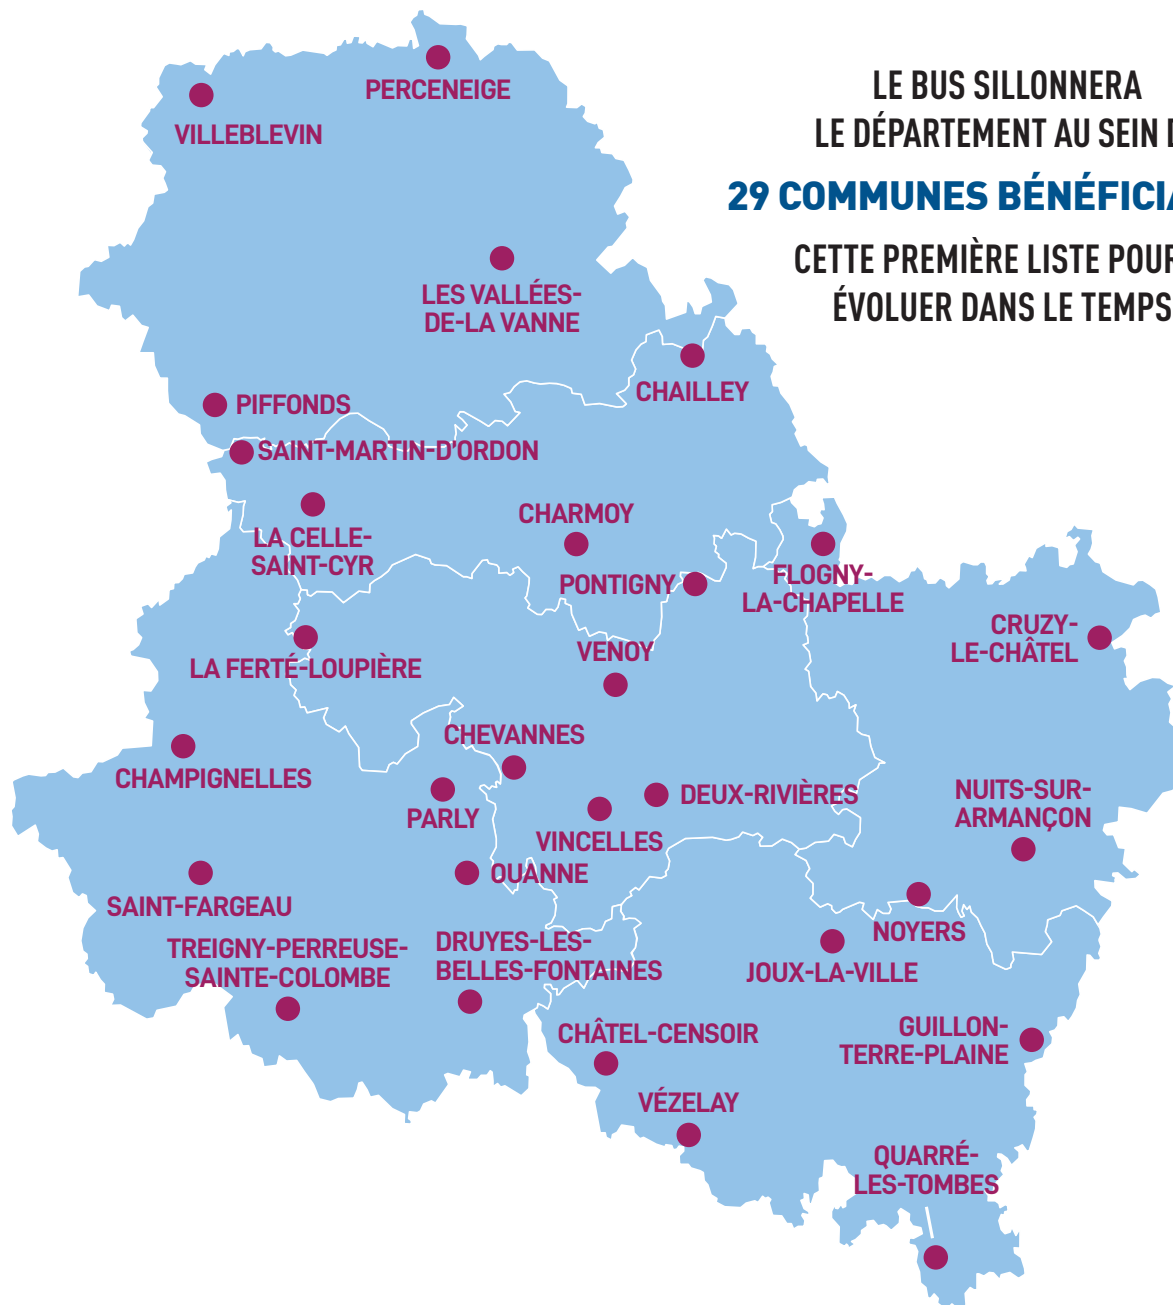 LE BUS SILLONNERA
LE DÉPARTEMENT AU SEIN
29 COMMUNES
CETTE PREMIÈRE LISTE
ÉVOLUER DANS LE TEMPS
PERCENEIGE
VILLEBLEVIN
LES VALLÉES-
DE-LA VANNE
CHAILLEY
PIFFONDS
SAINT-MARTIN-D'ORDON
LA CELLE-
SAINT-CYR
CHARMOY
PONTIGNY
FLOGNY-
LA-CHAPELLE
CRUZY-
LE-CHÂTEL
LA FERTÉ-LOUPIÈRE
VENOY
CHEVANNES
CHAMPIGNELLES
PARLY
DEUX-RIVIÈRES
VINCELLES
NUITS-SUR-
ARMANÇON
OUANNE
SAINT-FARGEAU
NOYERS
TREIGNY-PERREUSE-
SAINTE-COLOMBE
DRUYES-LES-
BELLES-FONTAINES
JOUX-LA-VILLE
CHÂTEL-CENSOIR
GUILLON-
TERRE-PLAINE
VÉZELAY
QUARRÉ-
LES-TOMBES